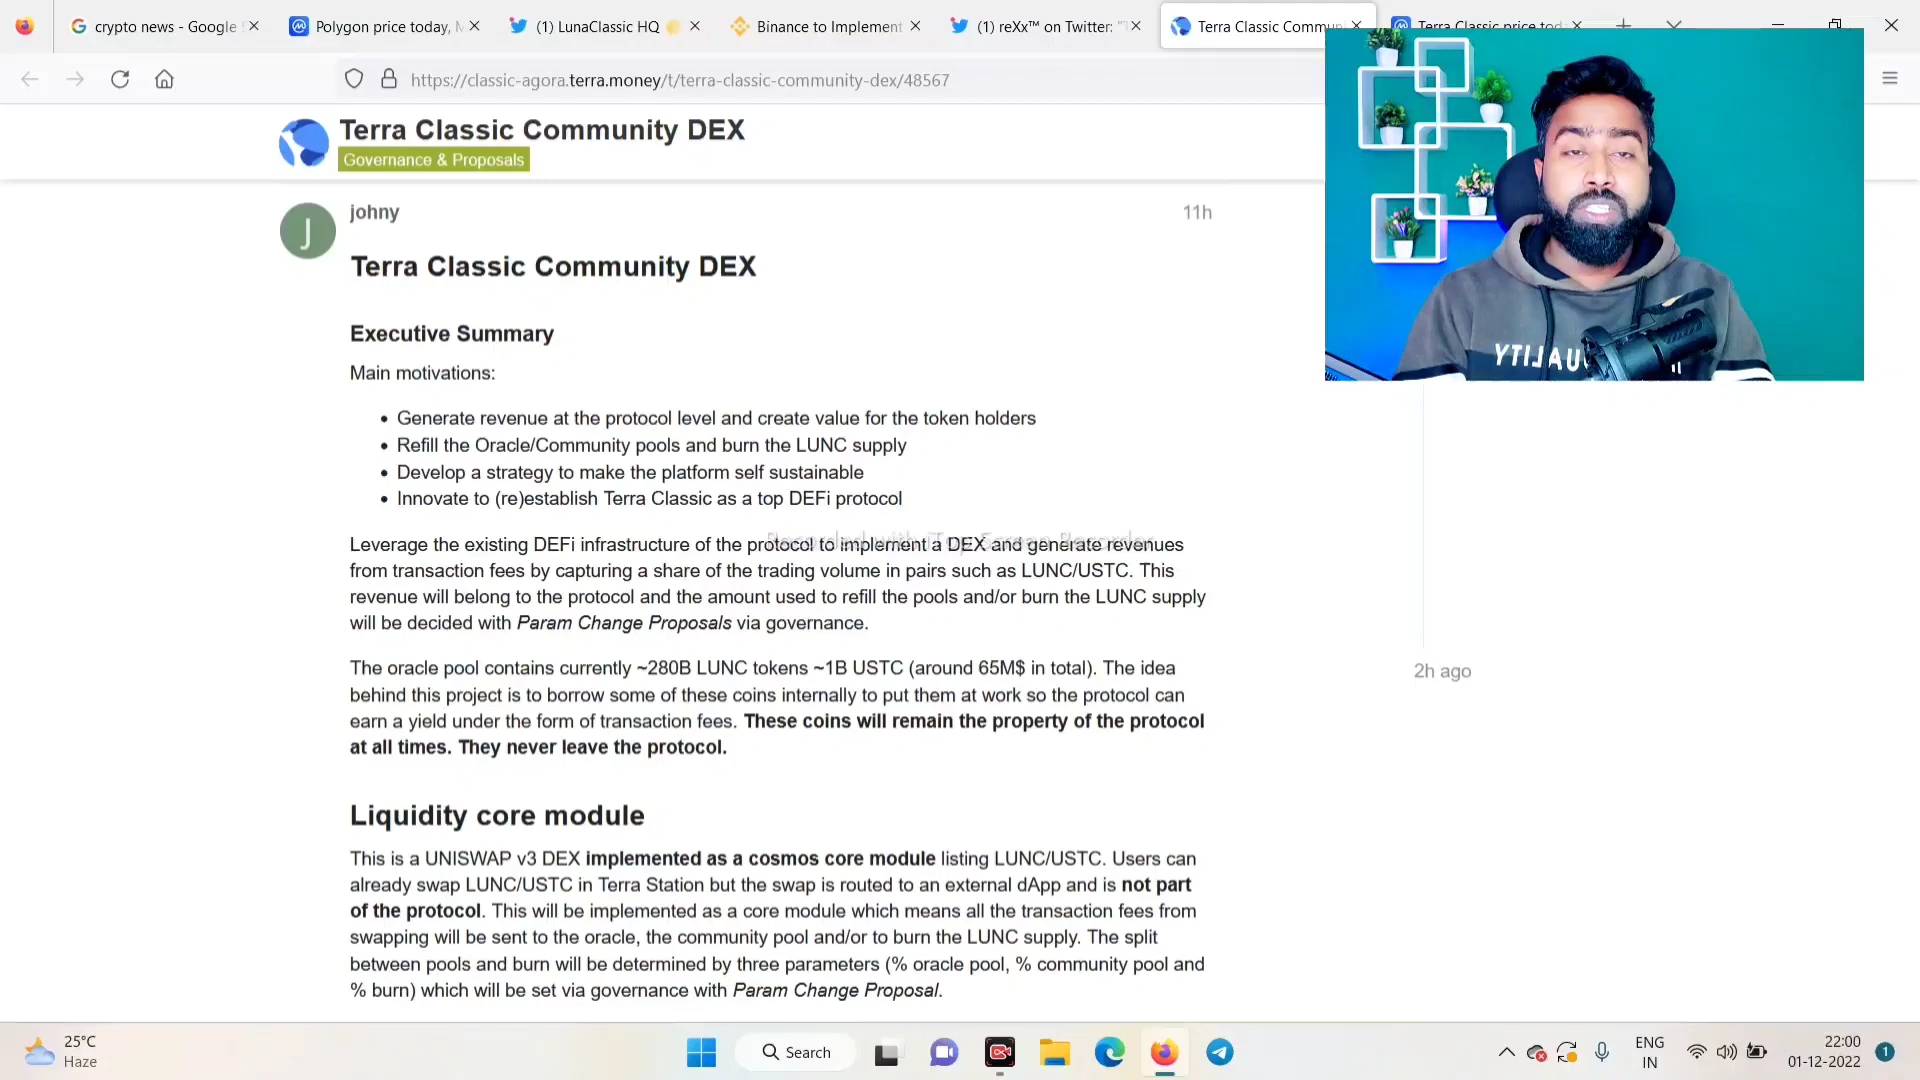 crypto news - Google
Polygon price today, M
(1) LunaClassic HQ
Binance to Implement
(1) reXx™ on Twitter: "T
Terra Classic Commun
Terra Classic price tod
https://classic-agora.terra.money/t/terra-classic-community-dex/48567
Terra Classic Community DEX
Governance & Proposals
J
johny
11h
Terra Classic Community DEX
Executive Summary
Main motivations:
• Generate revenue at the protocol level and create value for the token holders
• Refill the Oracle/Community pools and burn the LUNC supply
• Develop a strategy to make the platform self sustainable
• Innovate to (re)establish Terra Classic as a top DEFi protocol
Recorded with iTop Screen Recorder
Leverage the existing DEFi infrastructure of the protocol to implement a DEX and generate revenues
from transaction fees by capturing a share of the trading volume in pairs such as LUNC/USTC. This
revenue will belong to the protocol and the amount used to refill the pools and/or burn the LUNC supply
will be decided with Param Change Proposals via governance.
The oracle pool contains currently ~280B LUNC tokens ~1B USTC (around 65M$ in total). The idea
behind this project is to borrow some of these coins internally to put them at work so the protocol can
earn a yield under the form of transaction fees. These coins will remain the property of the protocol
at all times. They never leave the protocol.
2h ago
Liquidity core module
This is a UNISWAP v3 DEX implemented as a cosmos core module listing LUNC/USTC. Users can
already swap LUNC/USTC in Terra Station but the swap is routed to an external dApp and is not part
of the protocol. This will be implemented as a core module which means all the transaction fees from
swapping will be sent to the oracle, the community pool and/or to burn the LUNC supply. The split
between pools and burn will be determined by three parameters (% oracle pool, % community pool and
% burn) which will be set via governance with Param Change Proposal.
25°C
Haze
Search
ENG
IN
22:00
01-12-2022
1